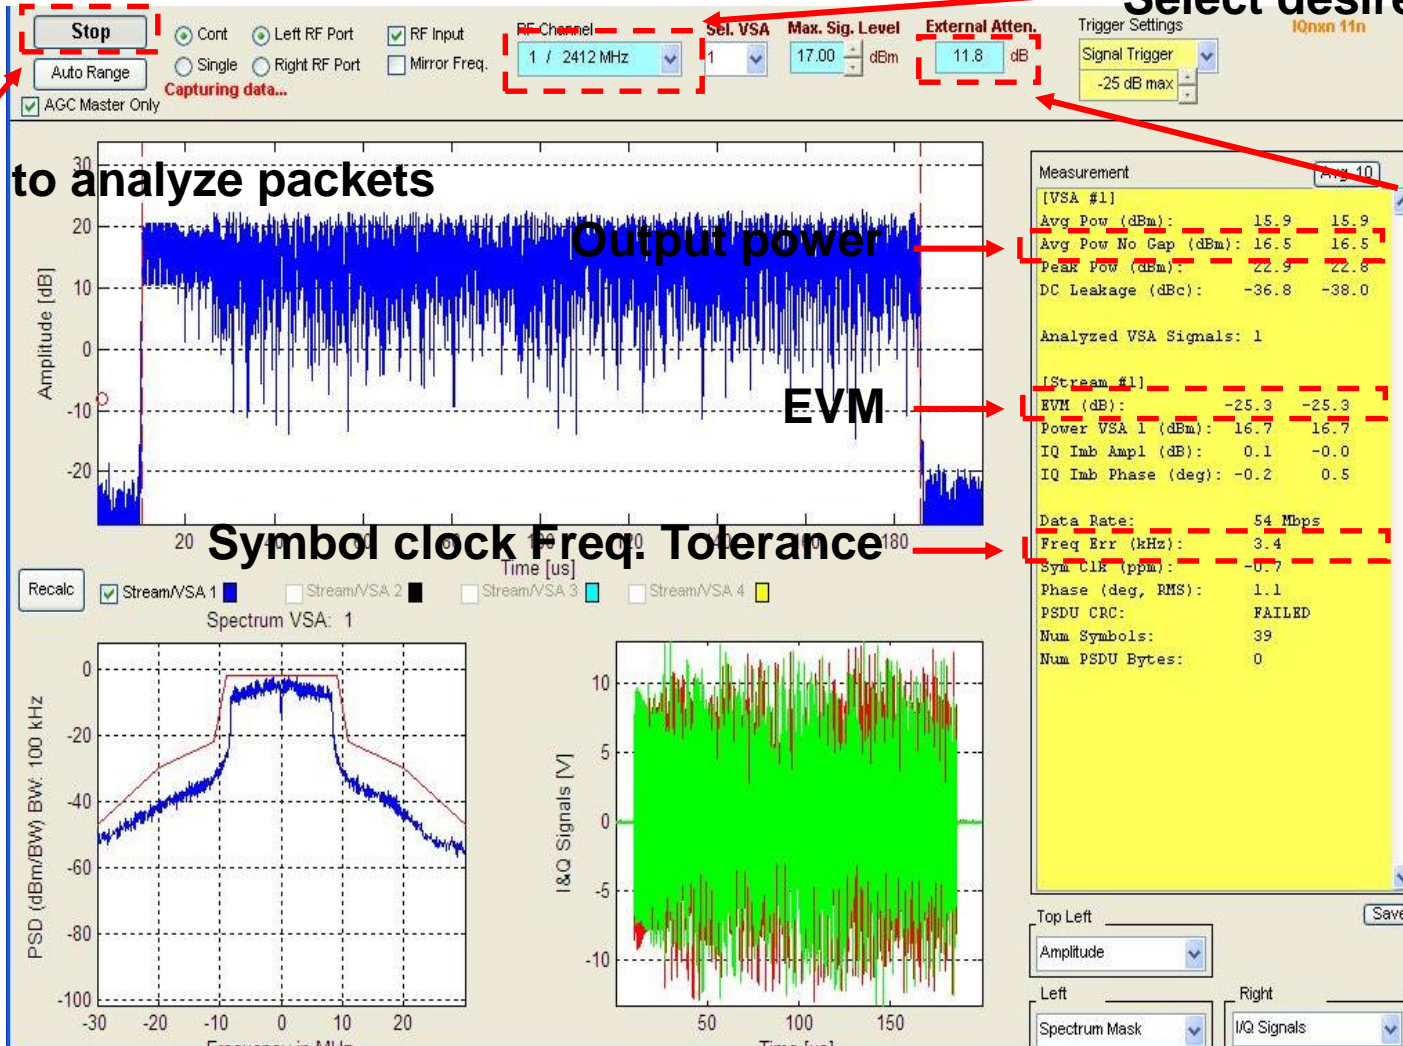 Select desire
Stop
Cont
Left RF Port
RF Input
RF Channel
Sel. VSA
Max. Sig. Level
External Atten.
Trigger Settings
IQnxn 11n
1 / 2412 MHz
1
17.00
dBm
11.8
dB
Signal Trigger
Auto Range
Single
Right RF Port
Mirror Freq.
-25 dB max
Capturing data...
AGC Master Only
to analyze packets
Output power
EVM
Symbol clock Freq. Tolerance
Amplitude [dB]
30
20
10
0
-10
-20
20 180
Time [us]
Measurement
Avg 10
[VSA #1]
Avg Pow (dBm): 15.9 15.9
Avg Pow No Gap (dBm): 16.5 16.5
Peak Pow (dBm): 22.9 22.8
DC Leakage (dBc): -36.8 -38.0
Analyzed VSA Signals: 1
[Stream #1]
EVM (dB): -25.3 -25.3
Power VSA 1 (dBm): 16.7 16.7
IQ Imb Ampl (dB): 0.1 -0.0
IQ Imb Phase (deg): -0.2 0.5
Data Rate: 54 Mbps
Freq Err (kHz): 3.4
Sym Clk (ppm): -0.7
Phase (deg, RMS): 1.1
PSDU CRC: FAILED
Num Symbols: 39
Num PSDU Bytes: 0
Recalc
Stream/VSA 1
Stream/VSA 2
Stream/VSA 3
Stream/VSA 4
Spectrum VSA: 1
PSD (dBm/BW) BW: 100 kHz
0
-20
-40
-60
-80
-100
-30 -20 -10 0 10 20
Frequency in MHz
I&Q Signals [V]
10
5
0
-5
-10
50 100 150
Time [us]
Save
Top Left
Amplitude
Left
Spectrum Mask
Right
I/Q Signals